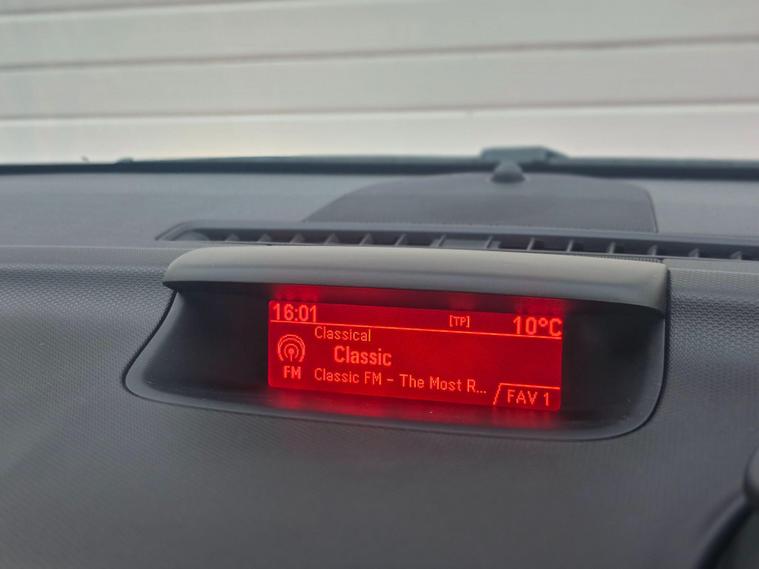 16:01 [TP] 10°C
Classical
Classic
FM Classic FM - The Most R...
FAV 1